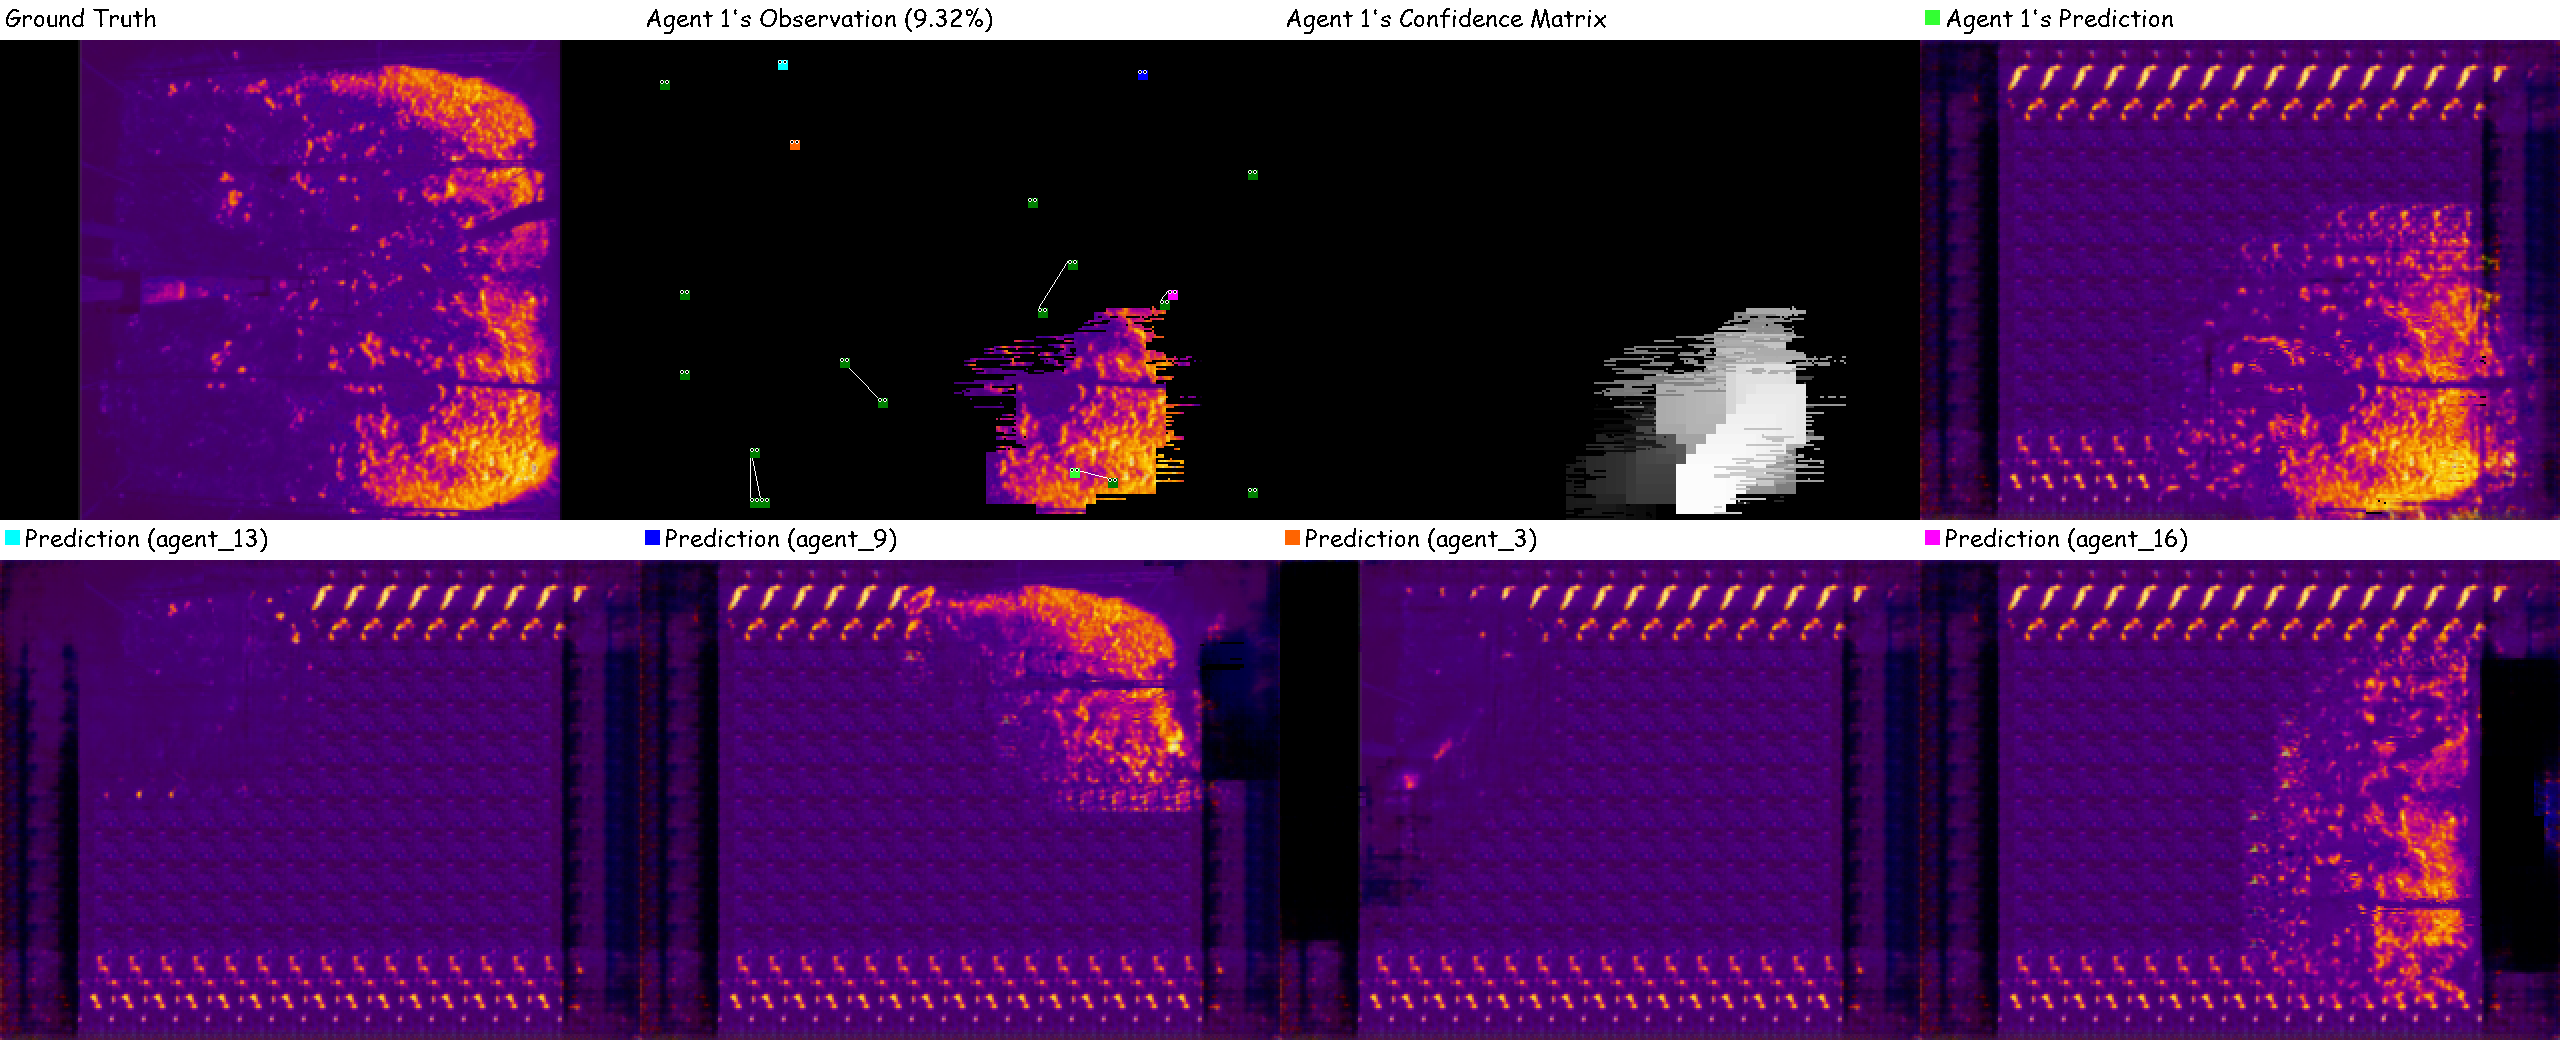 Ground Truth
Agent 1's Observation (9.32%)
Agent 1's Confidence Matrix
Agent 1's Prediction
Prediction (agent_13)
Prediction (agent_9)
Prediction (agent_3)
Prediction (agent_16)